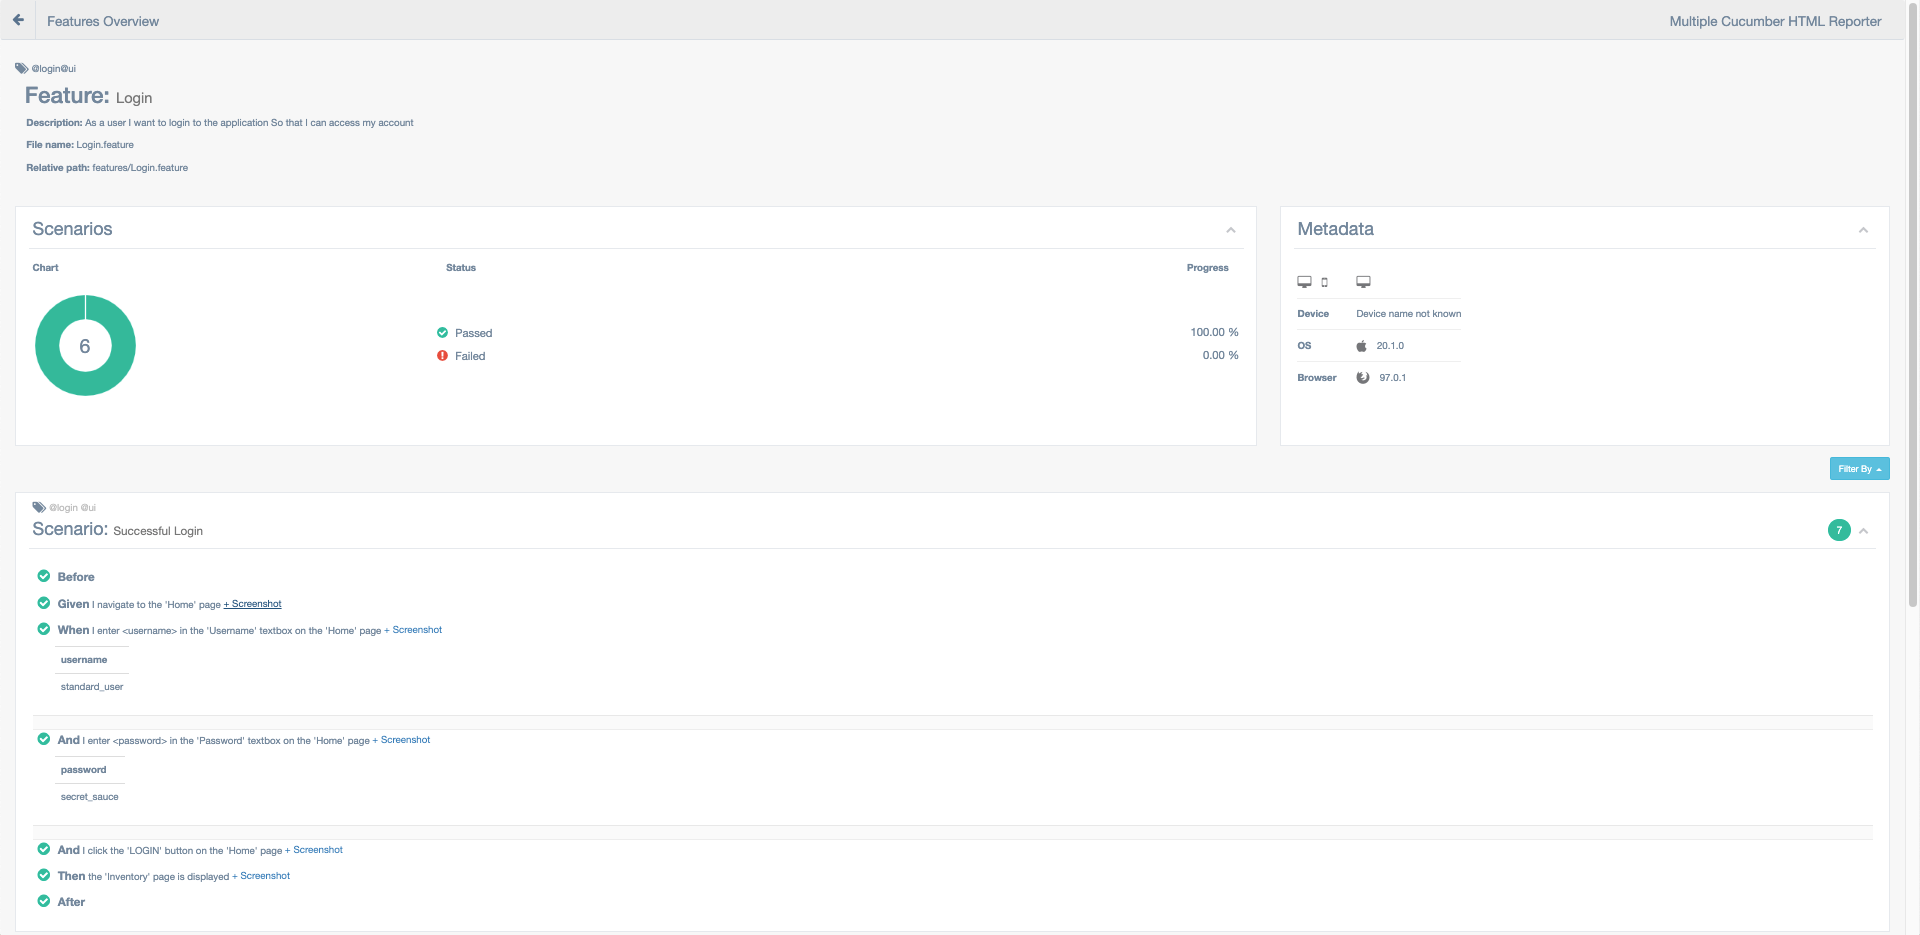 Features Overview
Multiple Cucumber HTML Reporter
@login@ui
Feature: Login
Description: As a user I want to login to the application So that I can access my account
File name: Login.feature
Relative path: features/Login.feature
Scenarios
Chart Status Progress
6
Passed 100.00 %
Failed 0.00 %
Metadata
Device Device name not known
OS 20.1.0
Browser 97.0.1
Filter By
@login @ui
Scenario: Successful Login
7
Before
Given I navigate to the 'Home' page + Screenshot
When I enter <username> in the 'Username' textbox on the 'Home' page + Screenshot
username
standard_user
And I enter <password> in the 'Password' textbox on the 'Home' page + Screenshot
password
secret_sauce
And I click the 'LOGIN' button on the 'Home' page + Screenshot
Then the 'Inventory' page is displayed + Screenshot
After